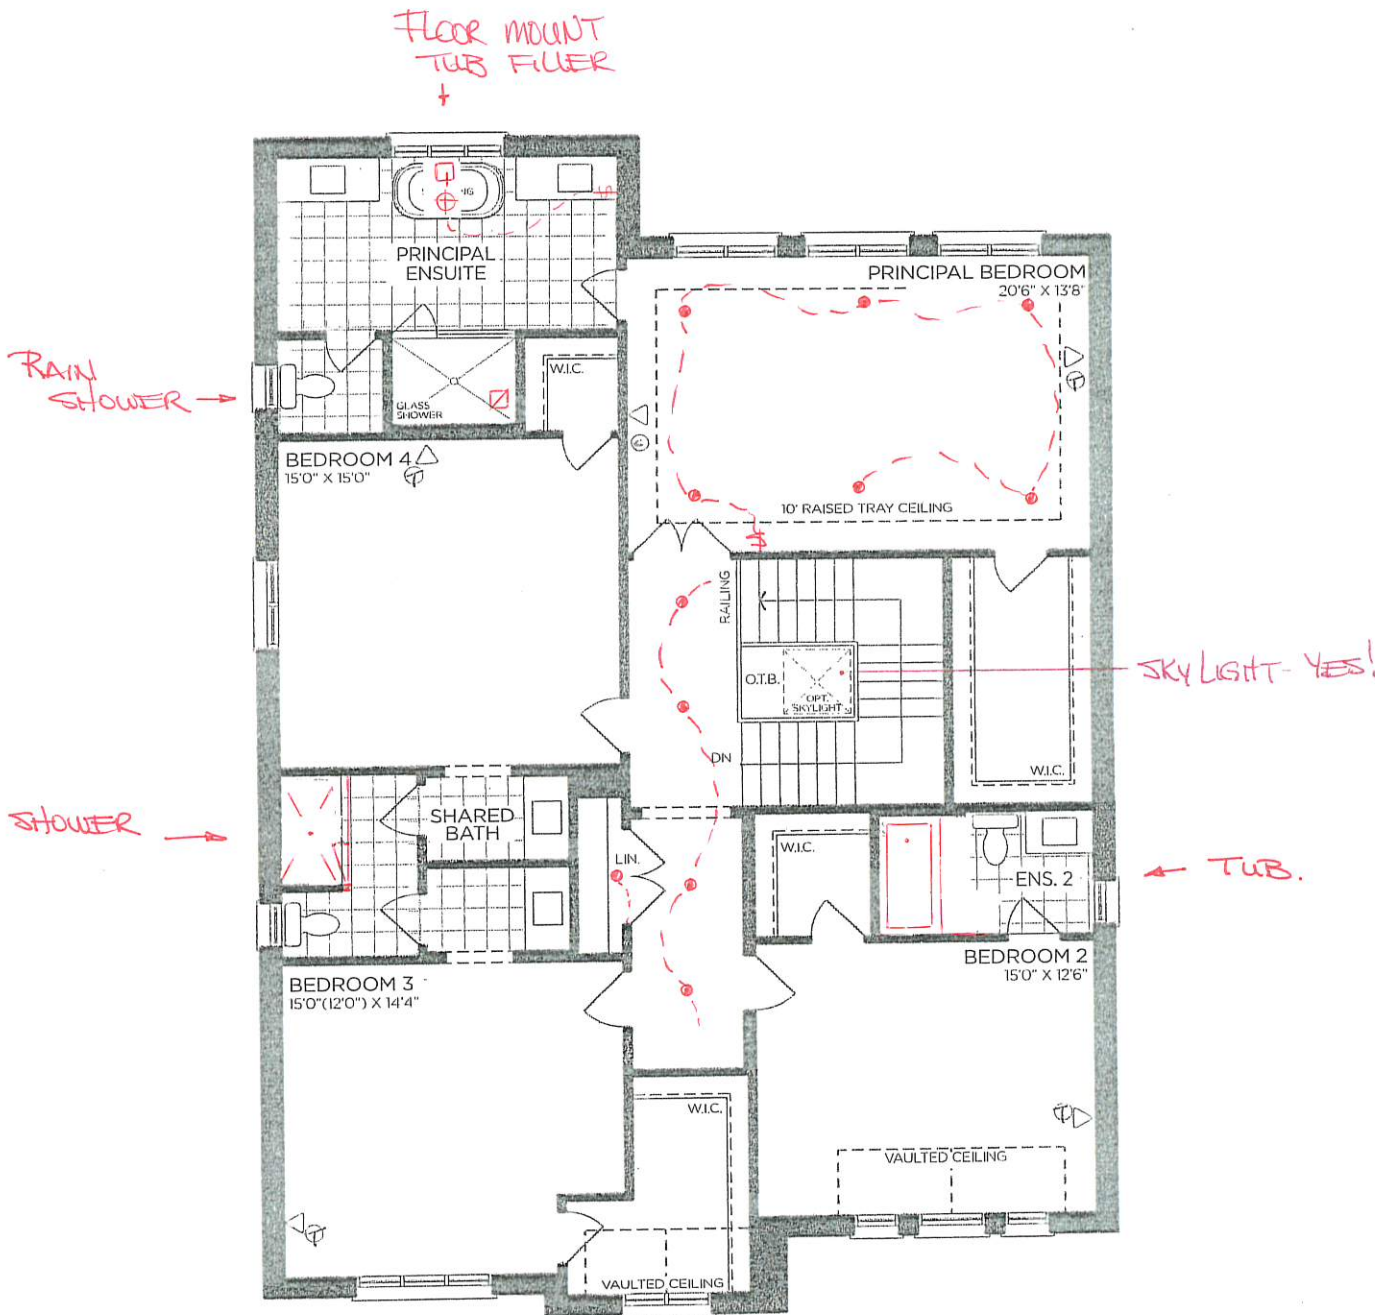 FLOOR MOUNT
TUB FILLER
PRINCIPAL
ENSUITE
PRINCIPAL BEDROOM
20'6" X 13'8"
RAIN
SHOWER
GLASS
SHOWER
W.I.C.
BEDROOM 4
15'0" X 15'0"
10' RAISED TRAY CEILING
RAILING
O.T.B.
OPT.
SKYLIGHT
SKYLIGHT - YES!
DN
W.I.C.
SHOWER
SHARED
BATH
LIN.
W.I.C.
ENS. 2
TUB.
BEDROOM 3
15'0"(12'0") X 14'4"
BEDROOM 2
15'0" X 12'6"
W.I.C.
VAULTED CEILING
VAULTED CEILING